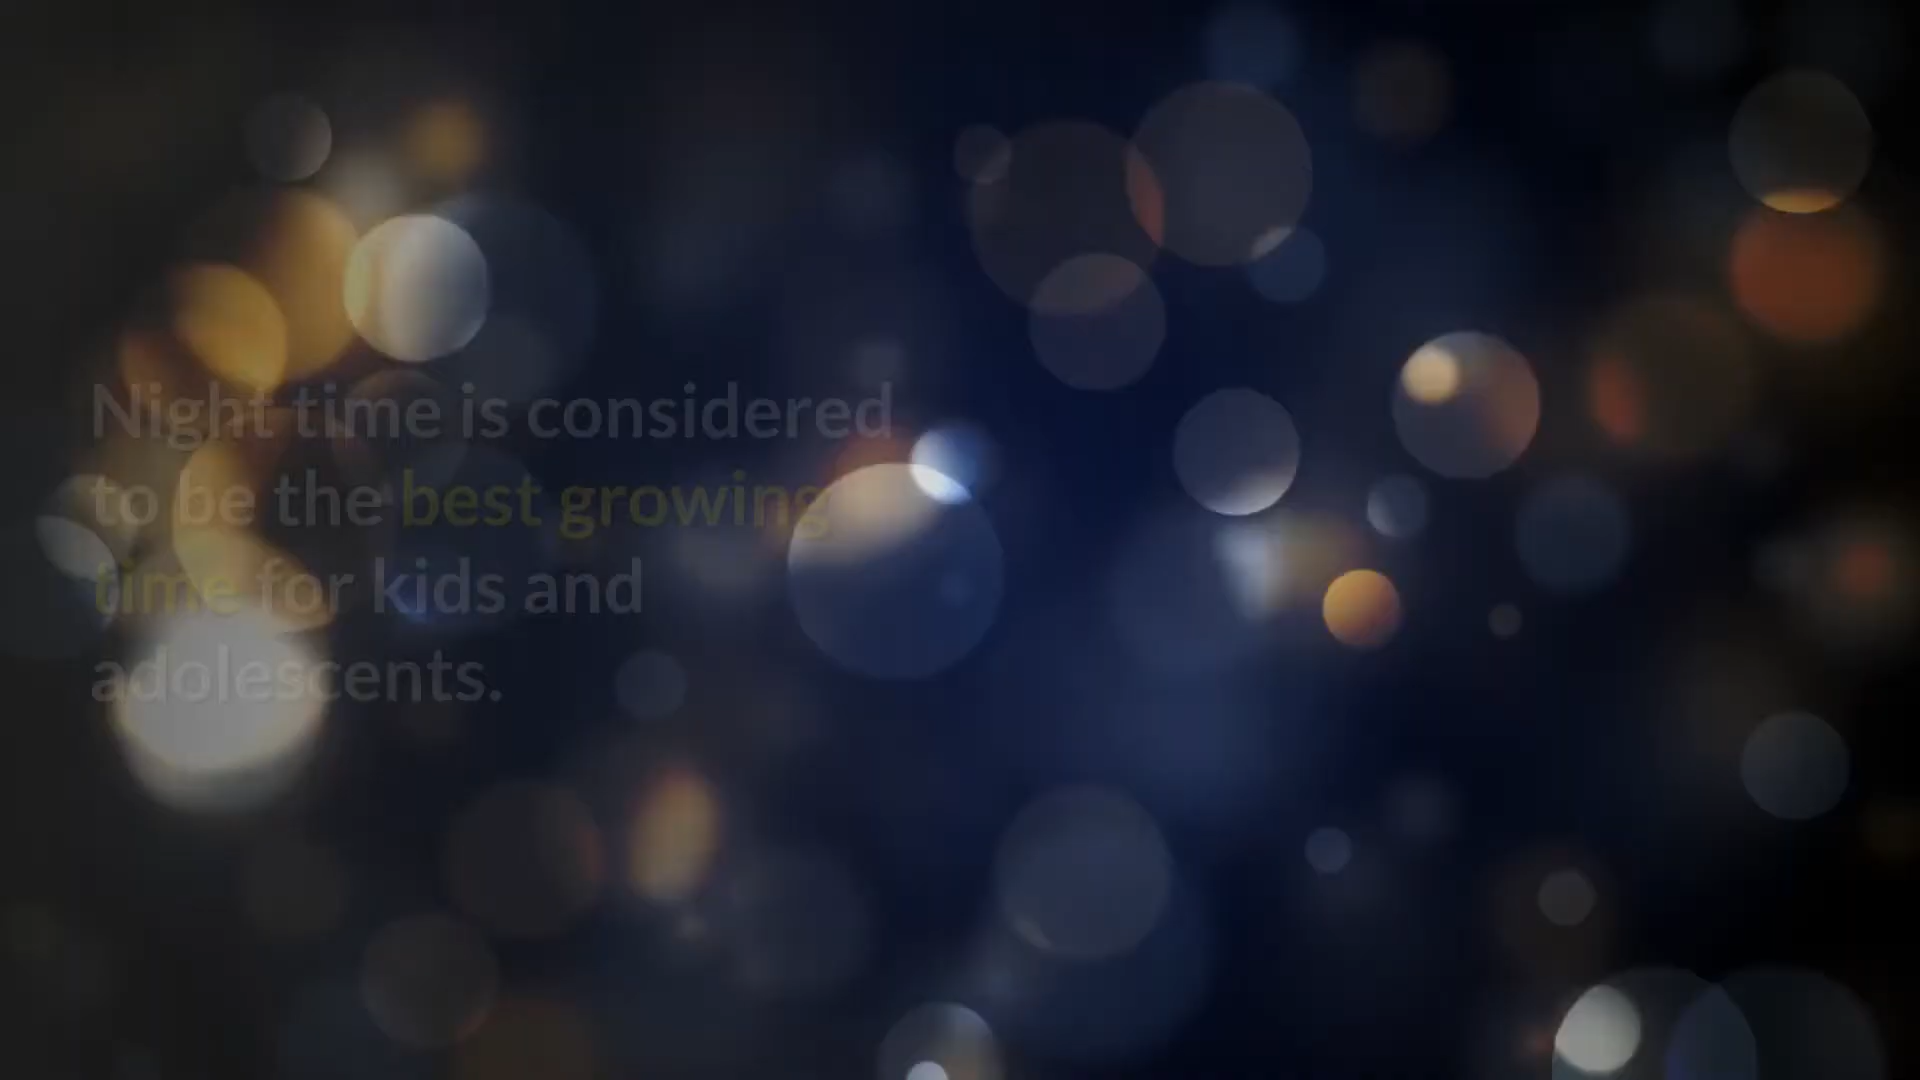 Night time is considered
to be the best growing
time for kids and
adolescents.